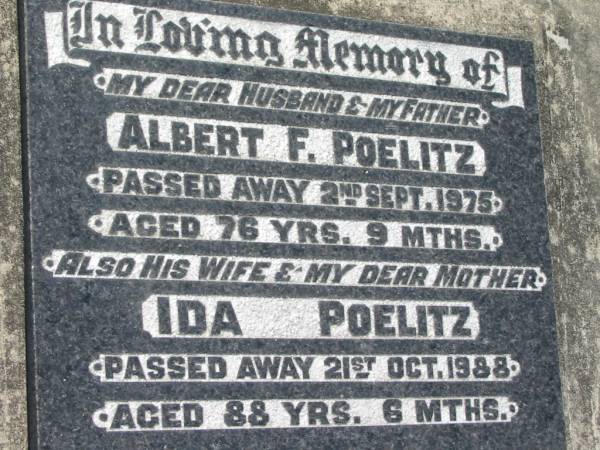 In Loving Memory of
MY DEAR HUSBAND & MY FATHER
ALBERT F. POELITZ
PASSED AWAY 2ND SEPT. 1975
AGED 76 YRS. 9 MTHS.
ALSO HIS WIFE & MY DEAR MOTHER
IDA POELITZ
PASSED AWAY 21ST OCT. 1988
AGED 88 YRS. 6 MTHS.